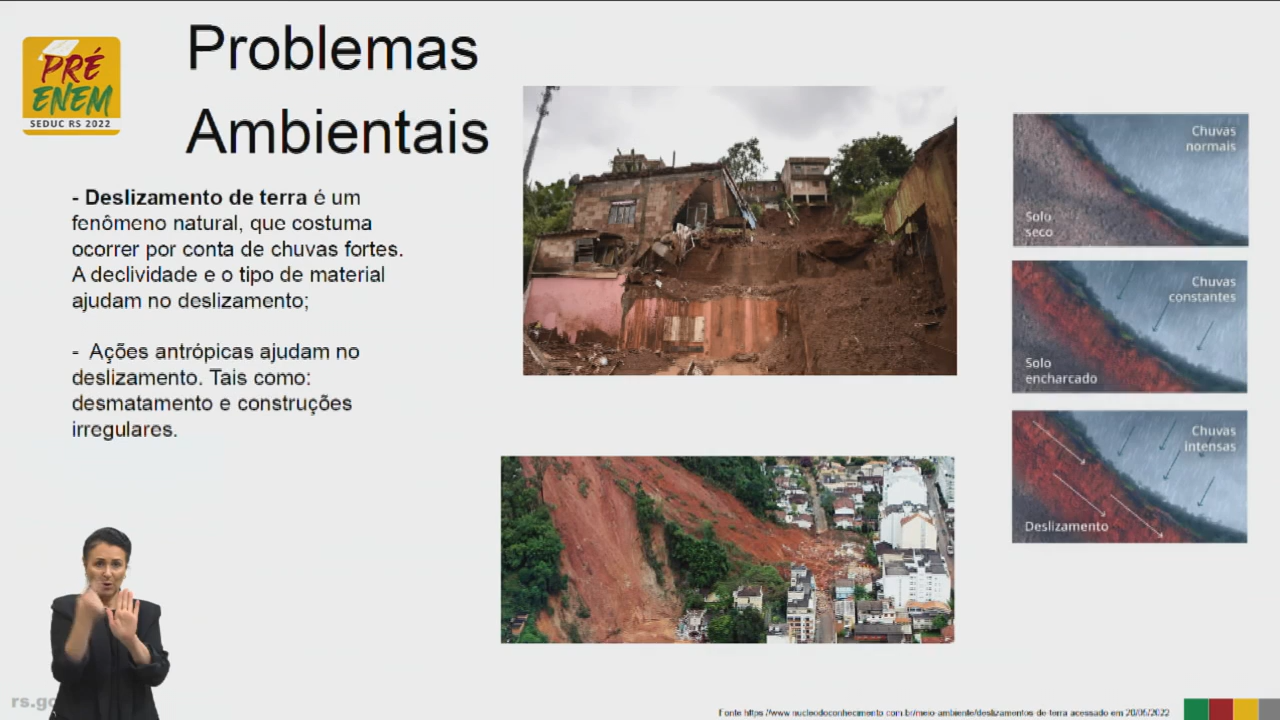 PRÉ
ENEM
SEDUC RS 2022
Problemas
Ambientais
- Deslizamento de terra é um
fenômeno natural, que costuma
ocorrer por conta de chuvas fortes.
A declividade e o tipo de material
ajudam no deslizamento;
- Ações antrópicas ajudam no
deslizamento. Tais como:
desmatamento e construções
irregulares.
Chuvas
normais
Solo
seco
Chuvas
constantes
Solo
encharcado
Chuvas
intensas
Deslizamento
rs.go
Fonte https://www.nucleodoconhecimento.com.br/meio-ambiente/deslizamentos-de-terra acessado em 20/06/2022